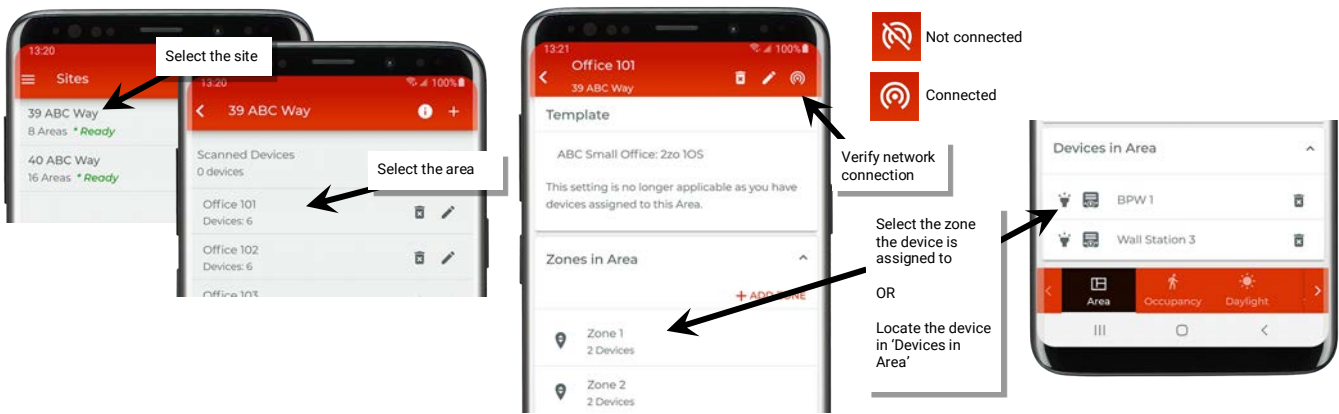 13:20
Sites
39 ABC Way
8 Areas * Ready
40 ABC Way
16 Areas * Ready
Select the site
13:20
100%
39 ABC Way
Scanned Devices
0 devices
Office 101
Devices: 6
Office 102
Devices: 6
Office 103
Select the area
13:21
100%
Office 101
39 ABC Way
Template
ABC Small Office: 2zo 1OS
This setting is no longer applicable as you have
devices assigned to this Area.
Zones in Area
+ ADD ZONE
Zone 1
2 Devices
Zone 2
2 Devices
Not connected
Connected
Verify network
connection
Select the zone
the device is
assigned to
OR
Locate the device
in ‘Devices in
Area’
Devices in Area
BPW 1
Wall Station 3
Area
Occupancy
Daylight